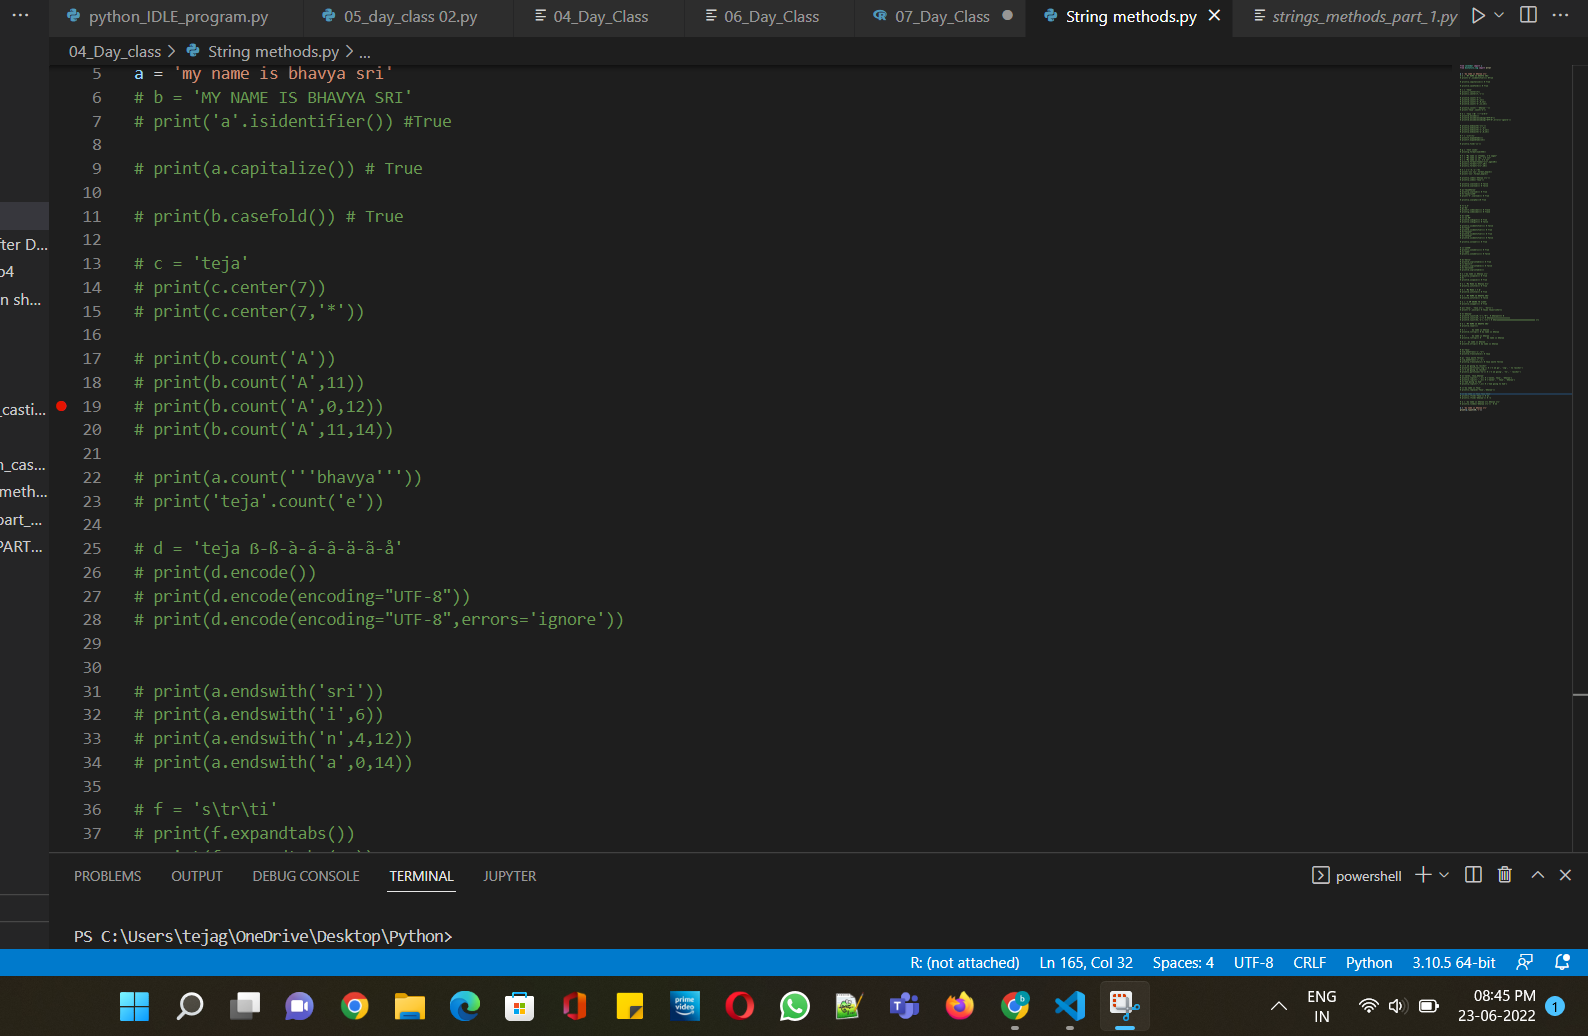 python_IDLE_program.py
05_day_class 02.py
04_Day_Class
06_Day_Class
07_Day_Class
String methods.py
strings_methods_part_1.py
04_Day_class > String methods.py > ...
5 a = 'my name is bhavya sri'
6 # b = 'MY NAME IS BHAVYA SRI'
7 # print('a'.isidentifier()) #True
8
9 # print(a.capitalize()) # True
10
11 # print(b.casefold()) # True
12
13 # c = 'teja'
14 # print(c.center(7))
15 # print(c.center(7,'*'))
16
17 # print(b.count('A'))
18 # print(b.count('A',11))
19 # print(b.count('A',0,12))
20 # print(b.count('A',11,14))
21
22 # print(a.count('''bhavya'''))
23 # print('teja'.count('e'))
24
25 # d = 'teja ß-ß-à-á-â-ä-ã-å'
26 # print(d.encode())
27 # print(d.encode(encoding="UTF-8"))
28 # print(d.encode(encoding="UTF-8",errors='ignore'))
29
30
31 # print(a.endswith('sri'))
32 # print(a.endswith('i',6))
33 # print(a.endswith('n',4,12))
34 # print(a.endswith('a',0,14))
35
36 # f = 's\tr\ti'
37 # print(f.expandtabs())
fter D...
p4
n sh...
_casti...
n_cas...
meth...
part_...
PART...
PROBLEMS OUTPUT DEBUG CONSOLE TERMINAL JUPYTER
powershell
PS C:\Users\tejag\OneDrive\Desktop\Python>
R: (not attached) Ln 165, Col 32 Spaces: 4 UTF-8 CRLF Python 3.10.5 64-bit
prime video
ENG
IN
08:45 PM
23-06-2022
1